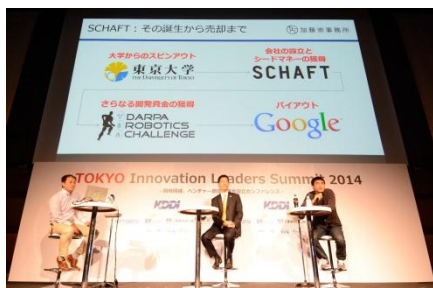 SCHAFT：その誕生から売却まで
加藤崇事務所
大学からのスピンアウト
東京大学
THE UNIVERSITY OF TOKYO
会社の設立と
シードマネーの獲得
SCHAFT
さらなる開発資金の獲得
DARPA
ROBOTICS
CHALLENGE
バイアウト
Google
TOKYO Innovation Leaders Summit 2014
KDDI
KDDI